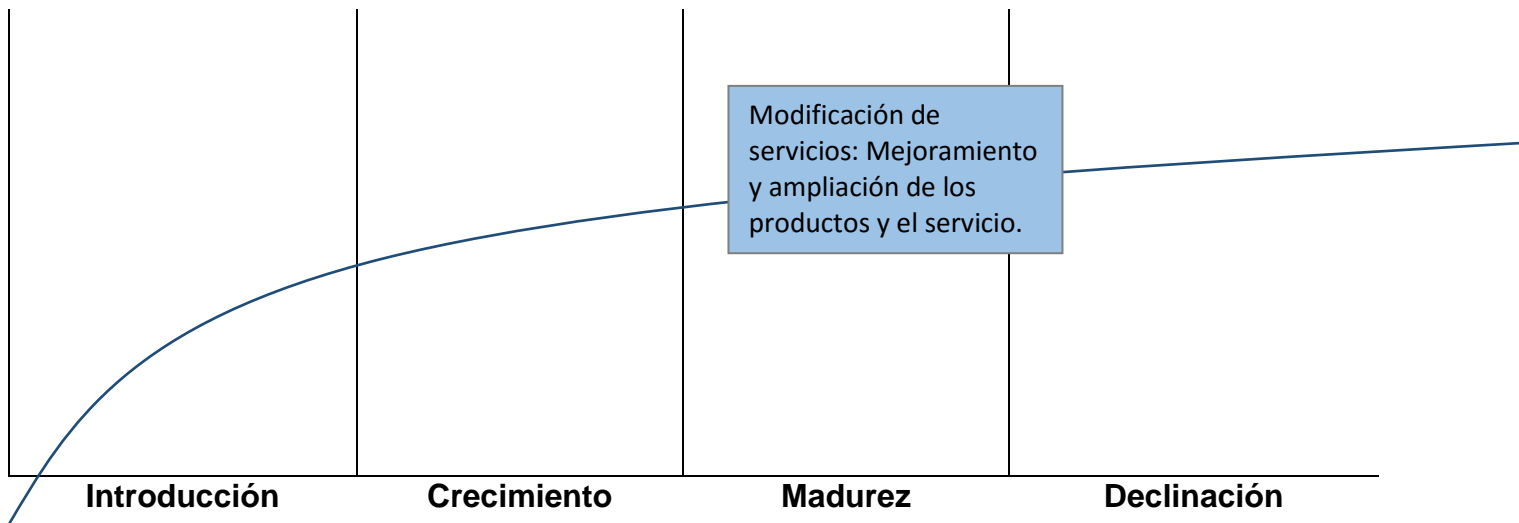 Modificación de
servicios: Mejoramiento
y ampliación de los
productos y el servicio.
Introducción
Crecimiento
Madurez
Declinación